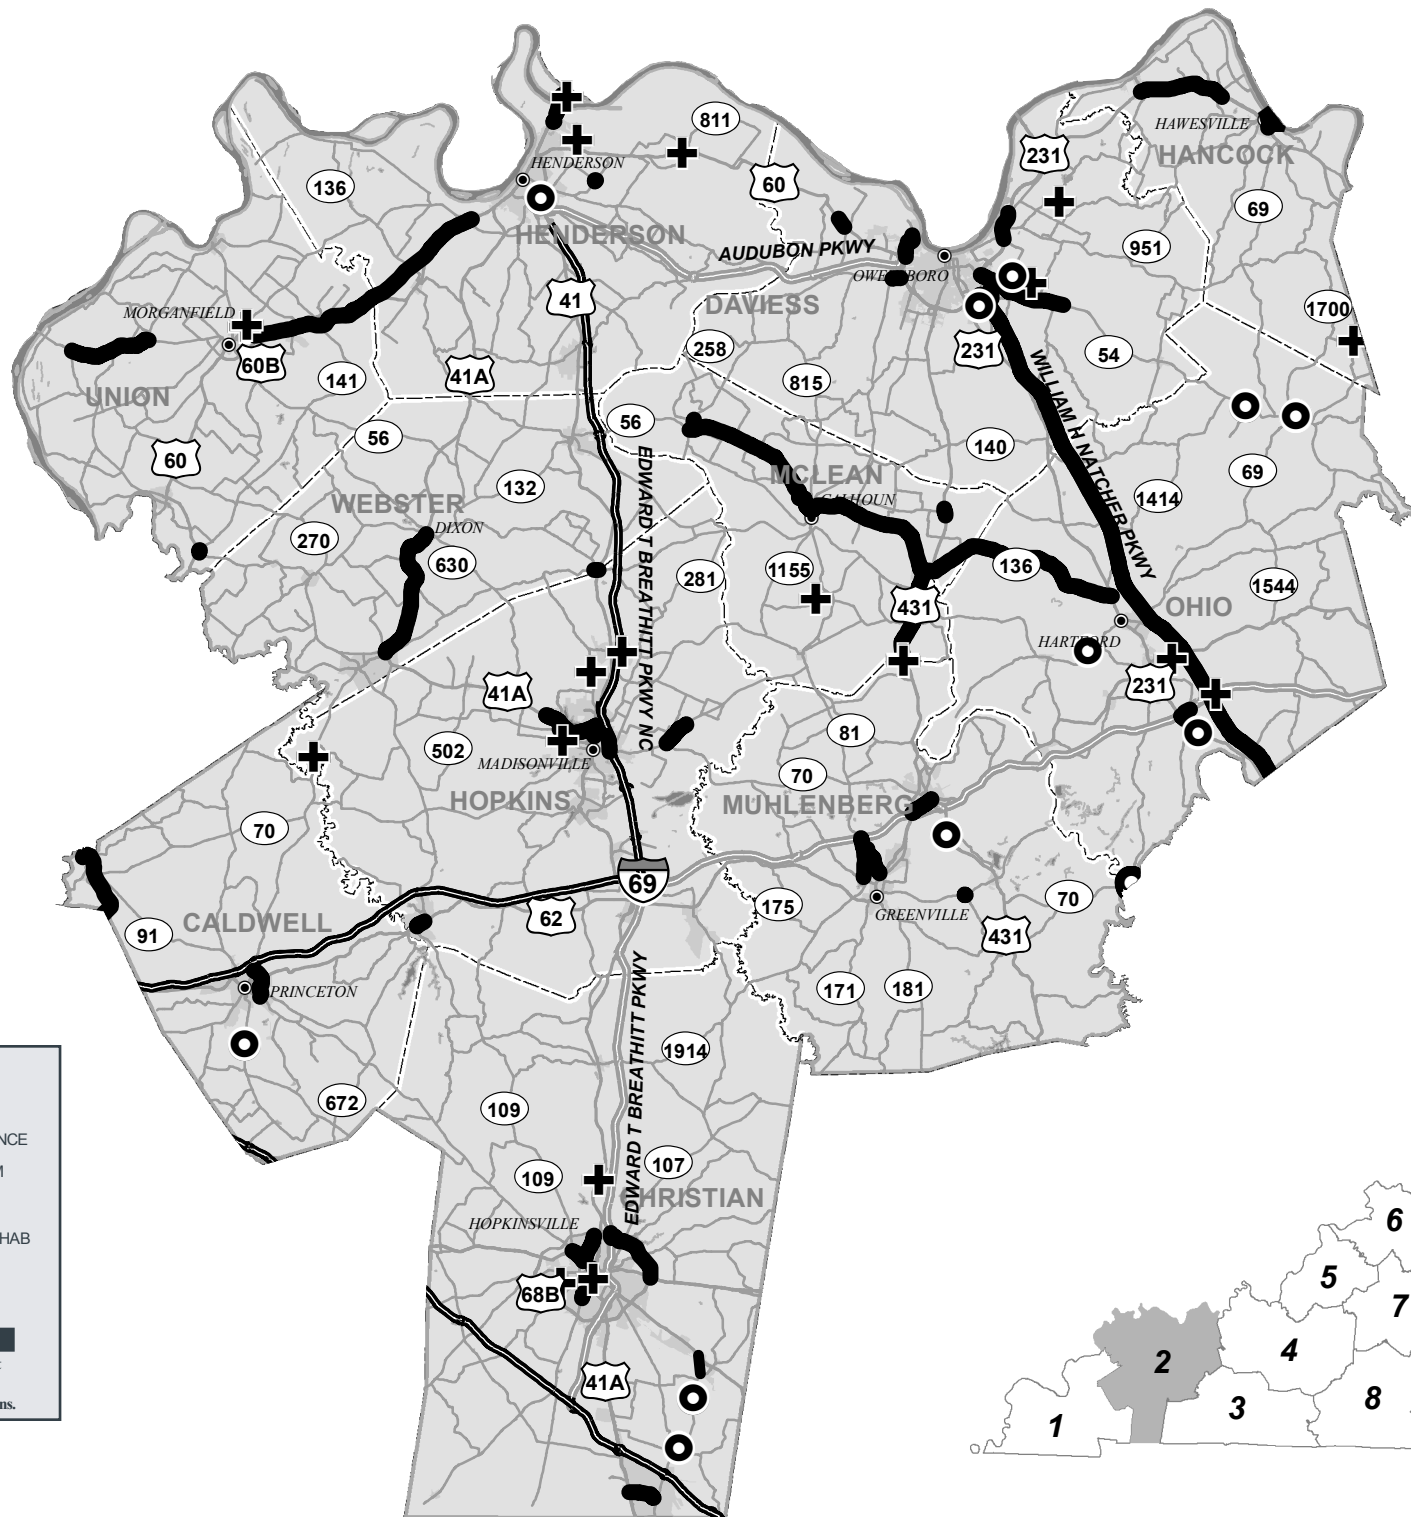 811
231
HAWESVILLE
HANCOCK
HENDERSON
136
60
69
HENDERSON
AUDUBON PKWY
951
OWENSBORO
41
DAVIESS
MORGANFIELD
1700
60B
231
258
54
141
41A
815
UNION
56
56
WILLIAM H NATCHER PKWY
60
140
69
MCLEAN
132
1414
WEBSTER
CALHOUN
DIXON
270
EDWARD T BREATHITT PKWY NC
630
1155
136
281
1544
431
OHIO
HARTFORD
41A
231
81
502
MADISONVILLE
70
HOPKINS
MUHLENBERG
70
69
175
70
62
GREENVILLE
CALDWELL
91
431
PRINCETON
171
181
EDWARD T BREATHITT PKWY
1914
672
109
NCE
M
107
109
CHRISTIAN
HOPKINSVILLE
6
HAB
5
68B
7
4
2
41A
8
3
1
ns.